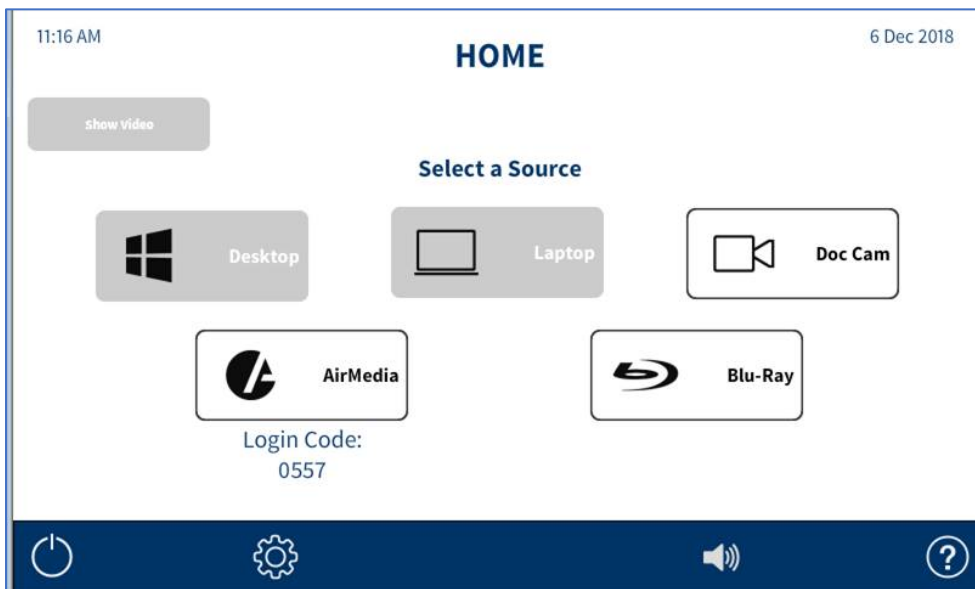 11:16 AM
HOME
6 Dec 2018
Show Video
Select a Source
Desktop
Laptop
Doc Cam
AirMedia
Blu-Ray
Login Code:
0557
?